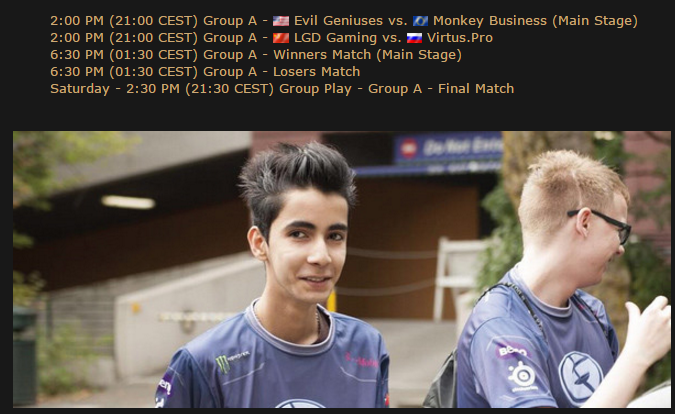 2:00 PM (21:00 CEST) Group A - Evil Geniuses vs. Monkey Business (Main Stage)
2:00 PM (21:00 CEST) Group A - LGD Gaming vs. Virtus.Pro
6:30 PM (01:30 CEST) Group A - Winners Match (Main Stage)
6:30 PM (01:30 CEST) Group A - Losers Match
Saturday - 2:30 PM (21:30 CEST) Group Play - Group A - Final Match
Do Not Ent
MONSTER
BenQ